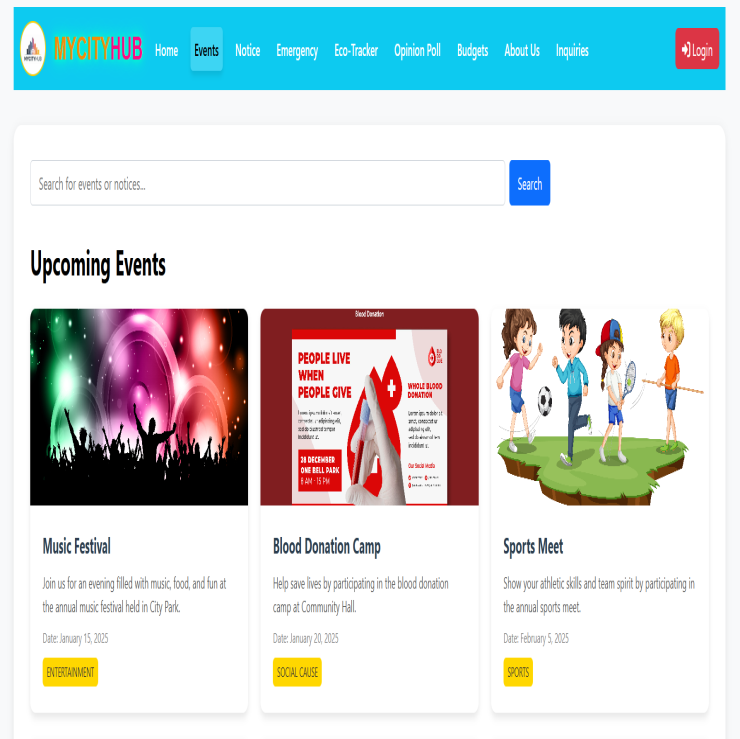 MYCITYHUB
MYCITYHUB Home Events Notice Emergency Eco-Tracker Opinion Poll Budgets About Us Inquiries Login
Search for events or notices... Search
Upcoming Events
Blood Donation
PEOPLE LIVE
WHEN
PEOPLE GIVE
28 DECEMBER
ONE BELL PARK
8 AM - 15 PM
WHOLE BLOOD
DONATION
Our Social Media
Music Festival
Join us for an evening filled with music, food, and fun at
the annual music festival held in City Park.
Date: January 15, 2025
ENTERTAINMENT
Blood Donation Camp
Help save lives by participating in the blood donation
camp at Community Hall.
Date: January 20, 2025
SOCIAL CAUSE
Sports Meet
Show your athletic skills and team spirit by participating in
the annual sports meet.
Date: February 5, 2025
SPORTS